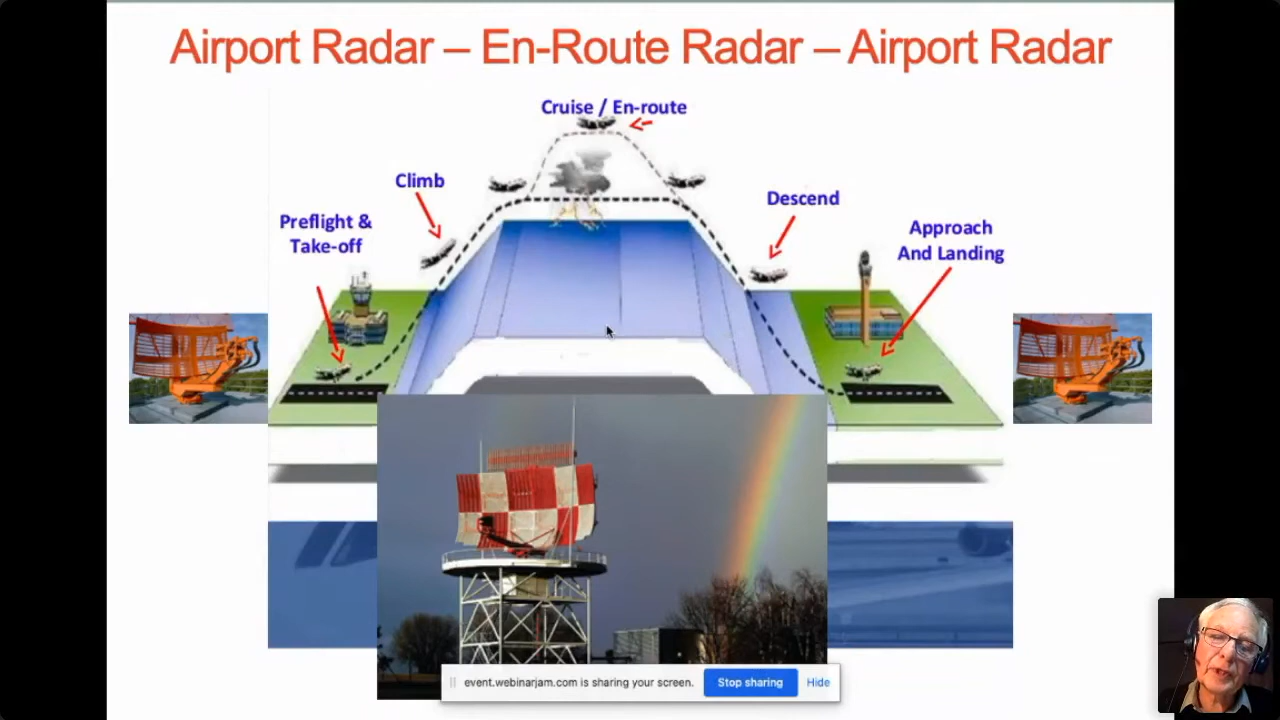 Airport Radar – En-Route Radar – Airport Radar
Cruise / En-route
Climb
Descend
Preflight &
Take-off
Approach
And Landing
event.webinarjam.com is sharing your screen.
Stop sharing
Hide